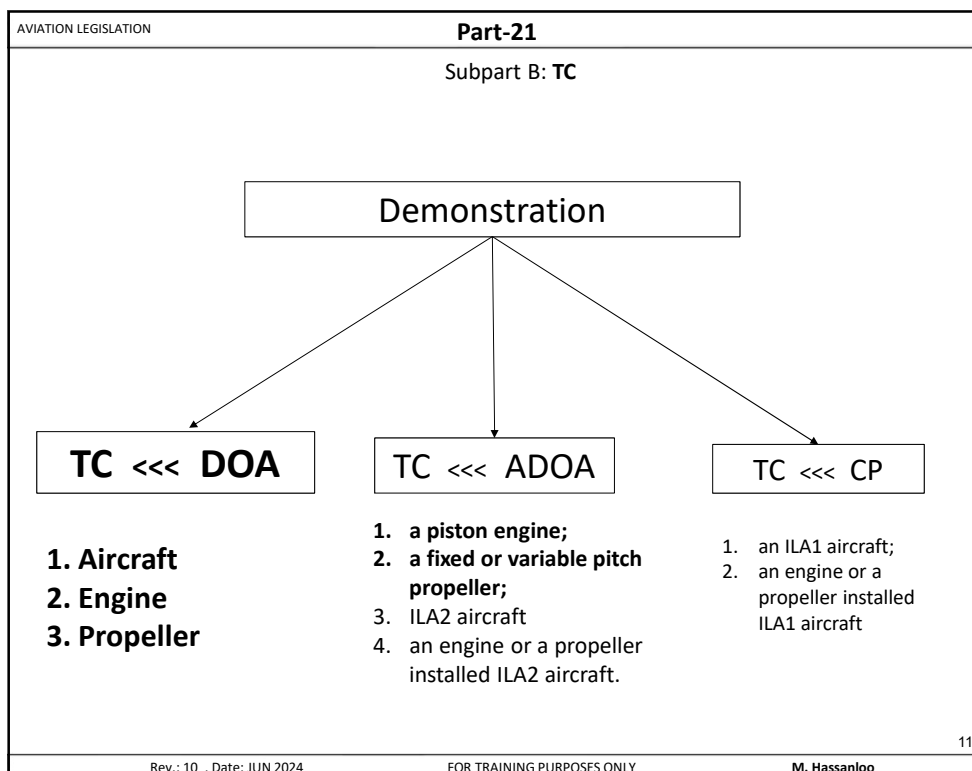 AVIATION LEGISLATION
Part-21
Subpart B: TC
Demonstration
TC <<< DOA
1. Aircraft
2. Engine
3. Propeller
TC <<< ADOA
1. a piston engine;
2. a fixed or variable pitch
propeller;
3. ILA2 aircraft
4. an engine or a propeller
installed ILA2 aircraft.
TC <<< CP
1. an ILA1 aircraft;
2. an engine or a
propeller installed
ILA1 aircraft
11
Rev.: 10 , Date: JUN 2024
FOR TRAINING PURPOSES ONLY
M. Hassanloo